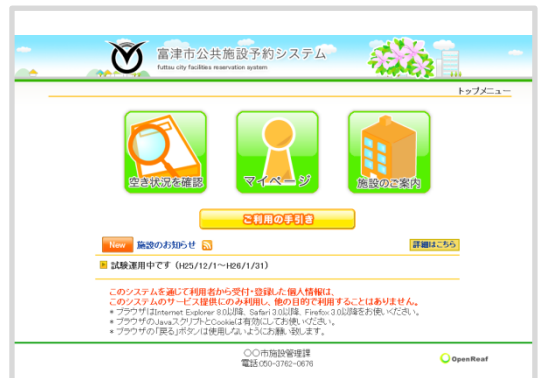 富津市公共施設予約システム
futtsu city facilities reservation system
トップメニュー
空き状況を確認
マイページ
施設のご案内
ご利用の手引き
New 施設のお知らせ 詳細はこちら
試験運用中です（H25/12/1～H26/1/31）
このシステムを通じて利用者から受付・登録した個人情報は、
このシステムのサービス提供にのみ利用し、他の目的で利用することはありません。
* ブラウザはInternet Explorer 8.0以降、Safari 3.0以降、Firefox 3.0以降をお使いください。
* ブラウザのJavaスクリプトとCookieは有効にしてお使いください。
* ブラウザの「戻る」ボタンは使用しないようにお願い致します。
〇〇市施設管理課
電話:050-3762-0676
OpenReaf